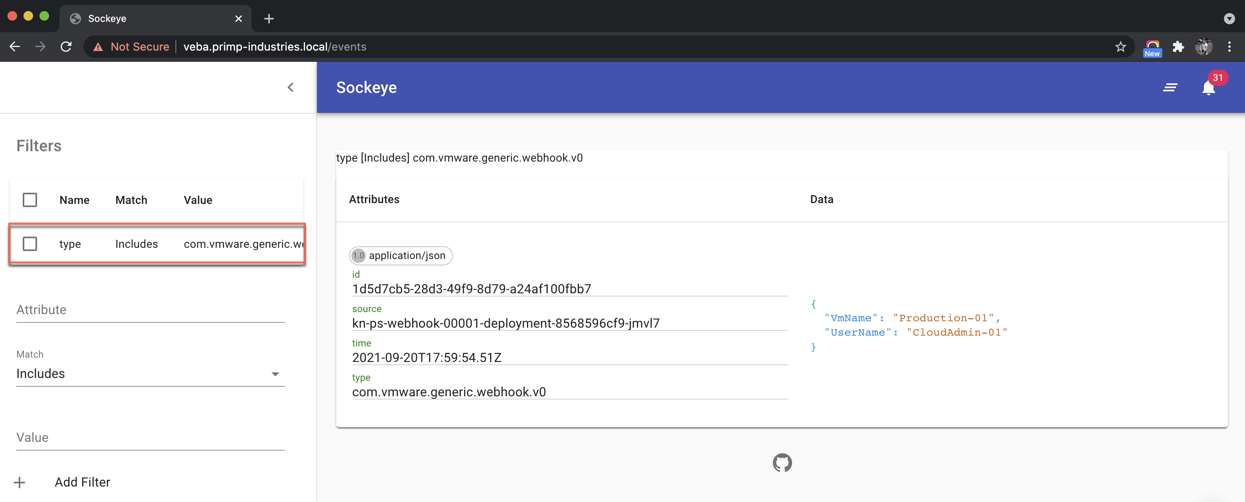 Sockeye
Not Secure veba.primp-industries.local/events
New
Sockeye
31
Filters
Name Match Value
type Includes com.vmware.generic.we
Attribute
Match
Includes
Value
Add Filter
type [Includes] com.vmware.generic.webhook.v0
Attributes Data
1.0 application/json
id
1d5d7cb5-28d3-49f9-8d79-a24af100fbb7
source
kn-ps-webhook-00001-deployment-8568596cf9-jmvl7
time
2021-09-20T17:59:54.51Z
type
com.vmware.generic.webhook.v0
{
"VmName": "Production-01",
"UserName": "CloudAdmin-01"
}